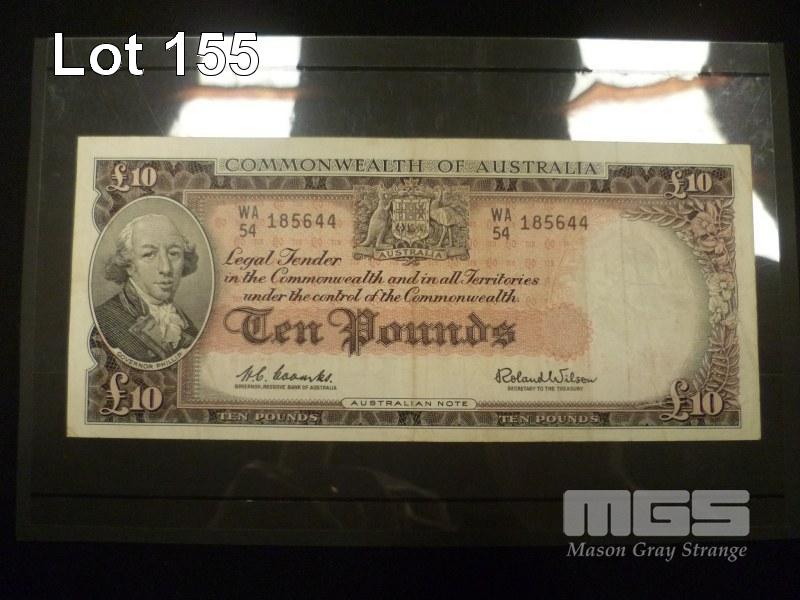 Lot 155
COMMONWEALTH OF AUSTRALIA
£10
£10
WA
54 185644
WA
54 185644
AUSTRALIA
Legal Tender
in the Commonwealth and in all Territories
under the control of the Commonwealth.
Ten Pounds
GOVERNOR PHILLIP
H.C. Coombs.
Roland Wilson
GOVERNOR, RESERVE BANK OF AUSTRALIA
SECRETARY TO THE TREASURY
£10
AUSTRALIAN NOTE
£10
TEN POUNDS
TEN POUNDS
MGS
Mason Gray Strange